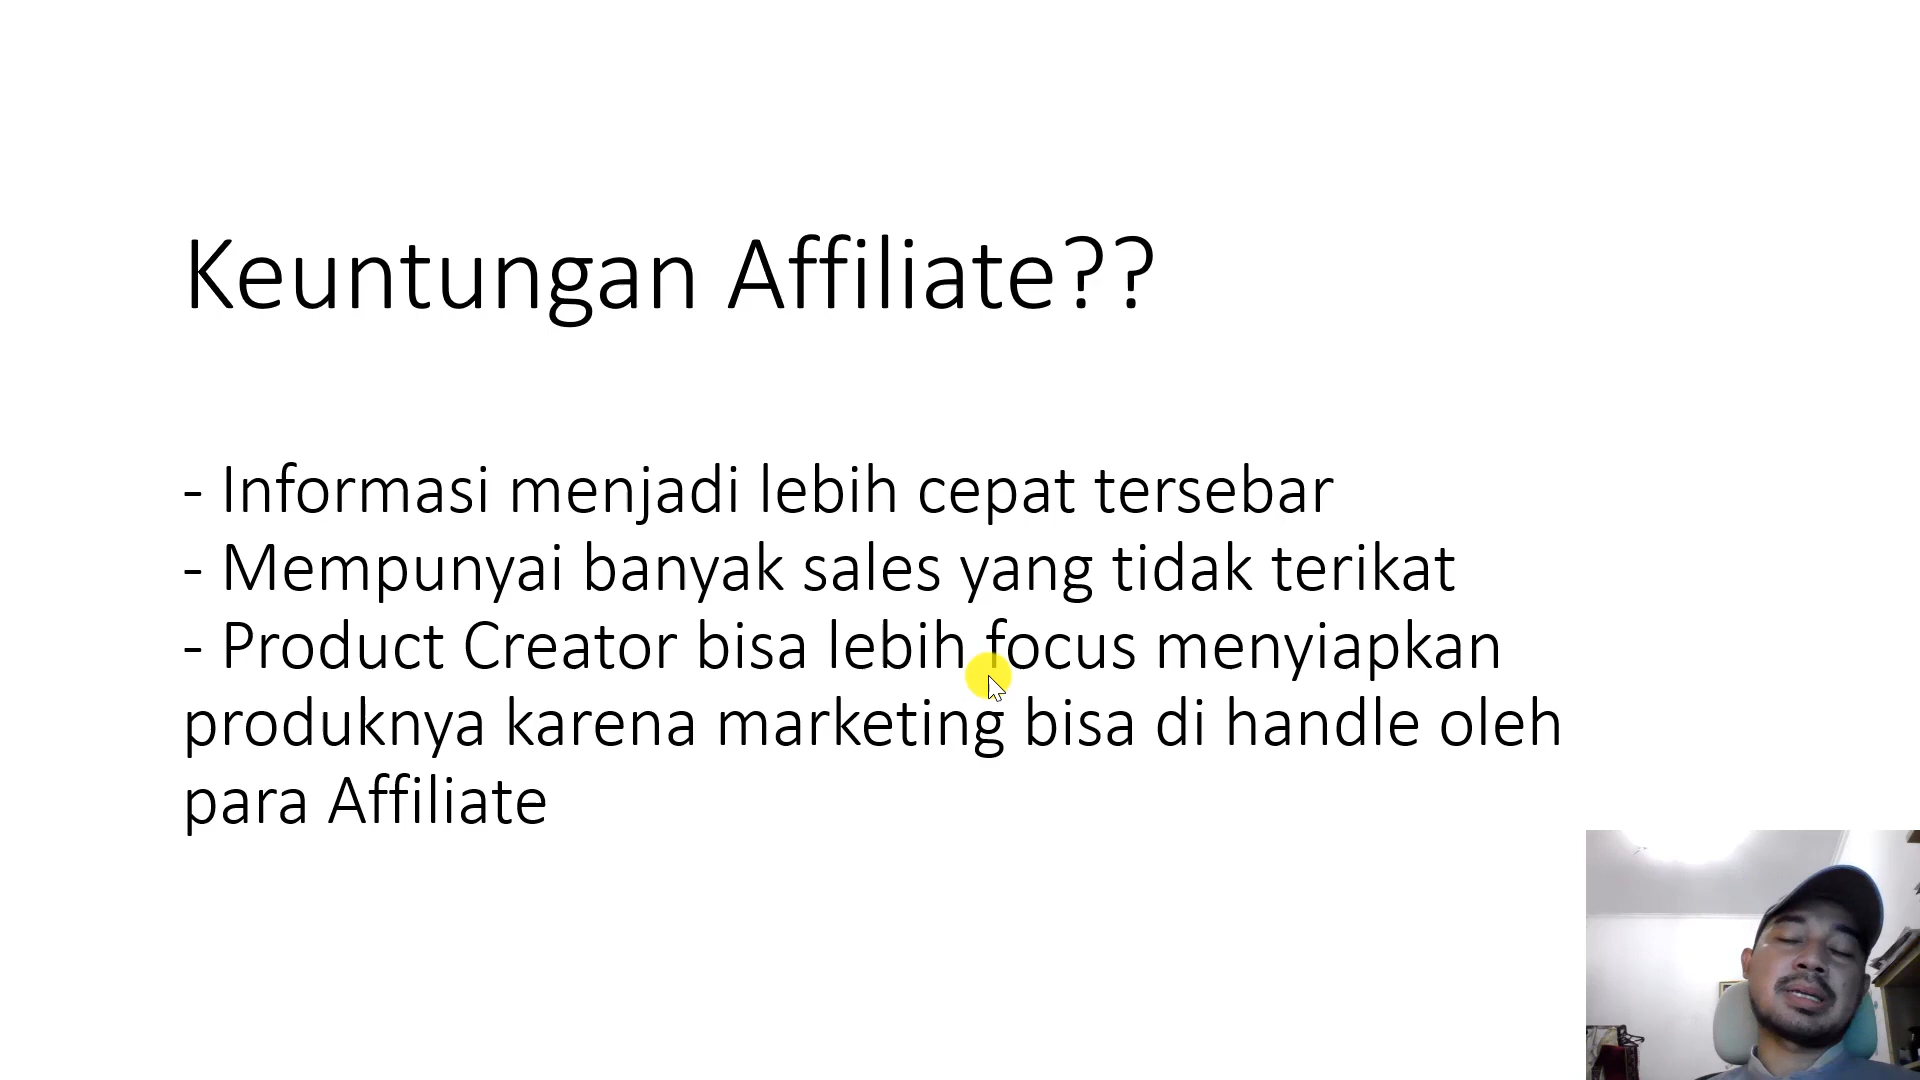 Keuntungan Affiliate??
- Informasi menjadi lebih cepat tersebar
- Mempunyai banyak sales yang tidak terikat
- Product Creator bisa lebih focus menyiapkan
produknya karena marketing bisa di handle oleh
para Affiliate